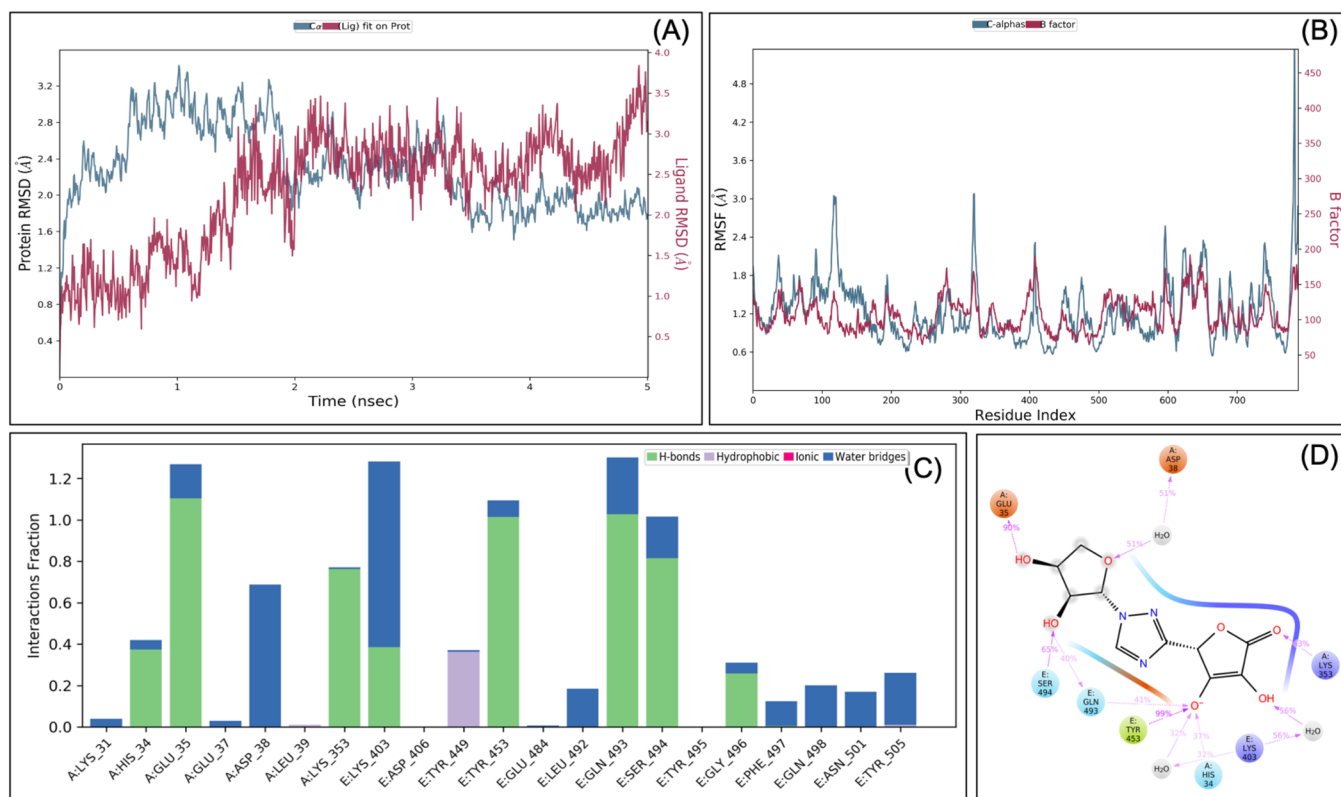 Cα (Lig) fit on Prot
(A)
Protein RMSD (Å)
3.2
2.8
2.4
2.0
1.6
1.2
0.8
0.4
4.0
3.5
3.0
2.5
2.0
1.5
1.0
0.5
Ligand RMSD (Å)
0 1 2 3 4 5
Time (nsec)
C-alphas B factor
(B)
RMSF (Å)
4.8
4.2
3.6
3.0
2.4
1.8
1.2
0.6
450
400
350
300
250
200
150
100
50
B factor
0 100 200 300 400 500 600 700
Residue Index
H-bonds Hydrophobic Ionic Water bridges
(C)
Interactions Fraction
1.2
1.0
0.8
0.6
0.4
0.2
0.0
A:LYS_31
A:HIS_34
A:GLU_35
A:GLU_37
A:ASP_38
A:LEU_39
A:LYS_353
E:LYS_403
E:ASP_406
E:TYR_449
E:TYR_453
E:GLU_484
E:LEU_492
E:GLN_493
E:SER_494
E:TYR_495
E:GLY_496
E:PHE_497
E:GLN_498
E:ASN_501
E:TYR_505
(D)
A:
ASP
38
51%
A:
GLU
35
90%
H₂O
51%
HO
O
HO
N
N
N
O
O
65%
40%
E:
SER
494
E:
GLN
493
41%
A:
LYS
353
O⁻
OH
E:
TYR
453
99%
56%
H₂O
32%
37%
56%
E:
LYS
403
H₂O
A:
HIS
34